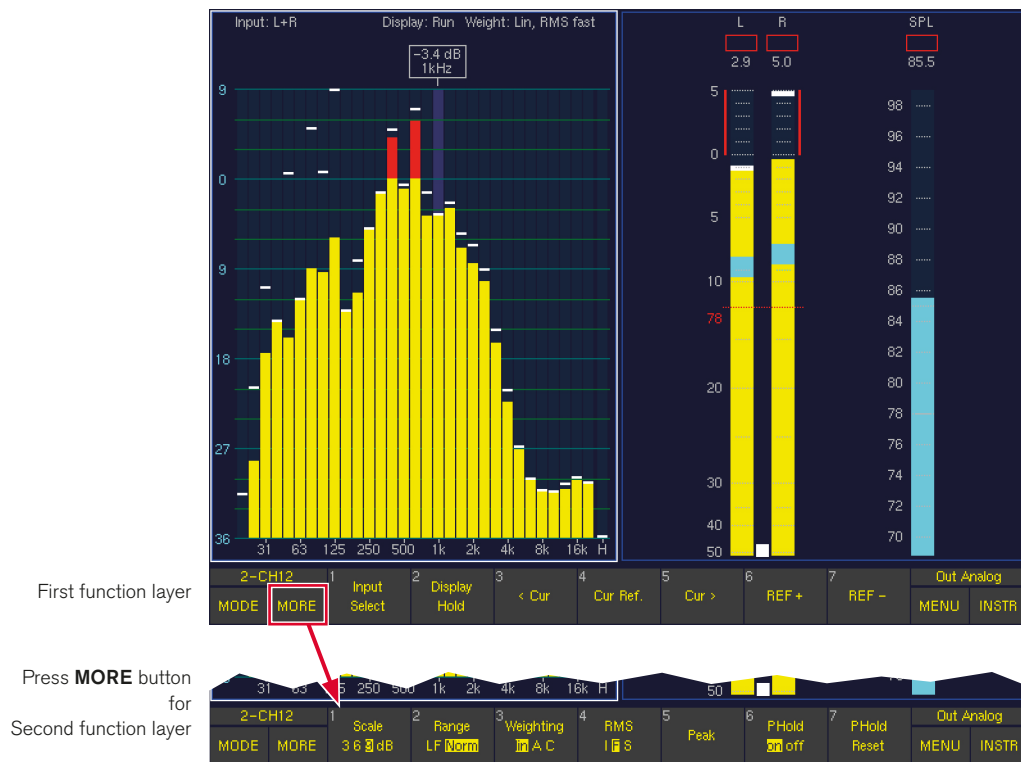 Input: L+R Display: Run Weight: Lin, RMS fast
−3.4 dB
1kHz
9
0
9
18
27
36
31 63 125 250 500 1k 2k 4k 8k 16k H
L R SPL
2.9 5.0 85.5
5
0
5
10
78
20
30
40
50
98
96
94
92
90
88
86
84
82
80
78
76
74
72
70
First function layer
2-CH12
MODE MORE
1 Input Select
2 Display Hold
3 < Cur
4 Cur Ref.
5 Cur >
6 REF +
7 REF −
Out Analog
MENU INSTR
Press MORE button
for
Second function layer
31 63 5 250 500 1k 2k 4k 8k 16k H
50
2-CH12
MODE MORE
1 Scale 3 6 9 dB
2 Range LF Norm
3 Weighting in A C
4 RMS I F S
5 Peak
6 PHold on off
7 PHold Reset
Out Analog
MENU INSTR